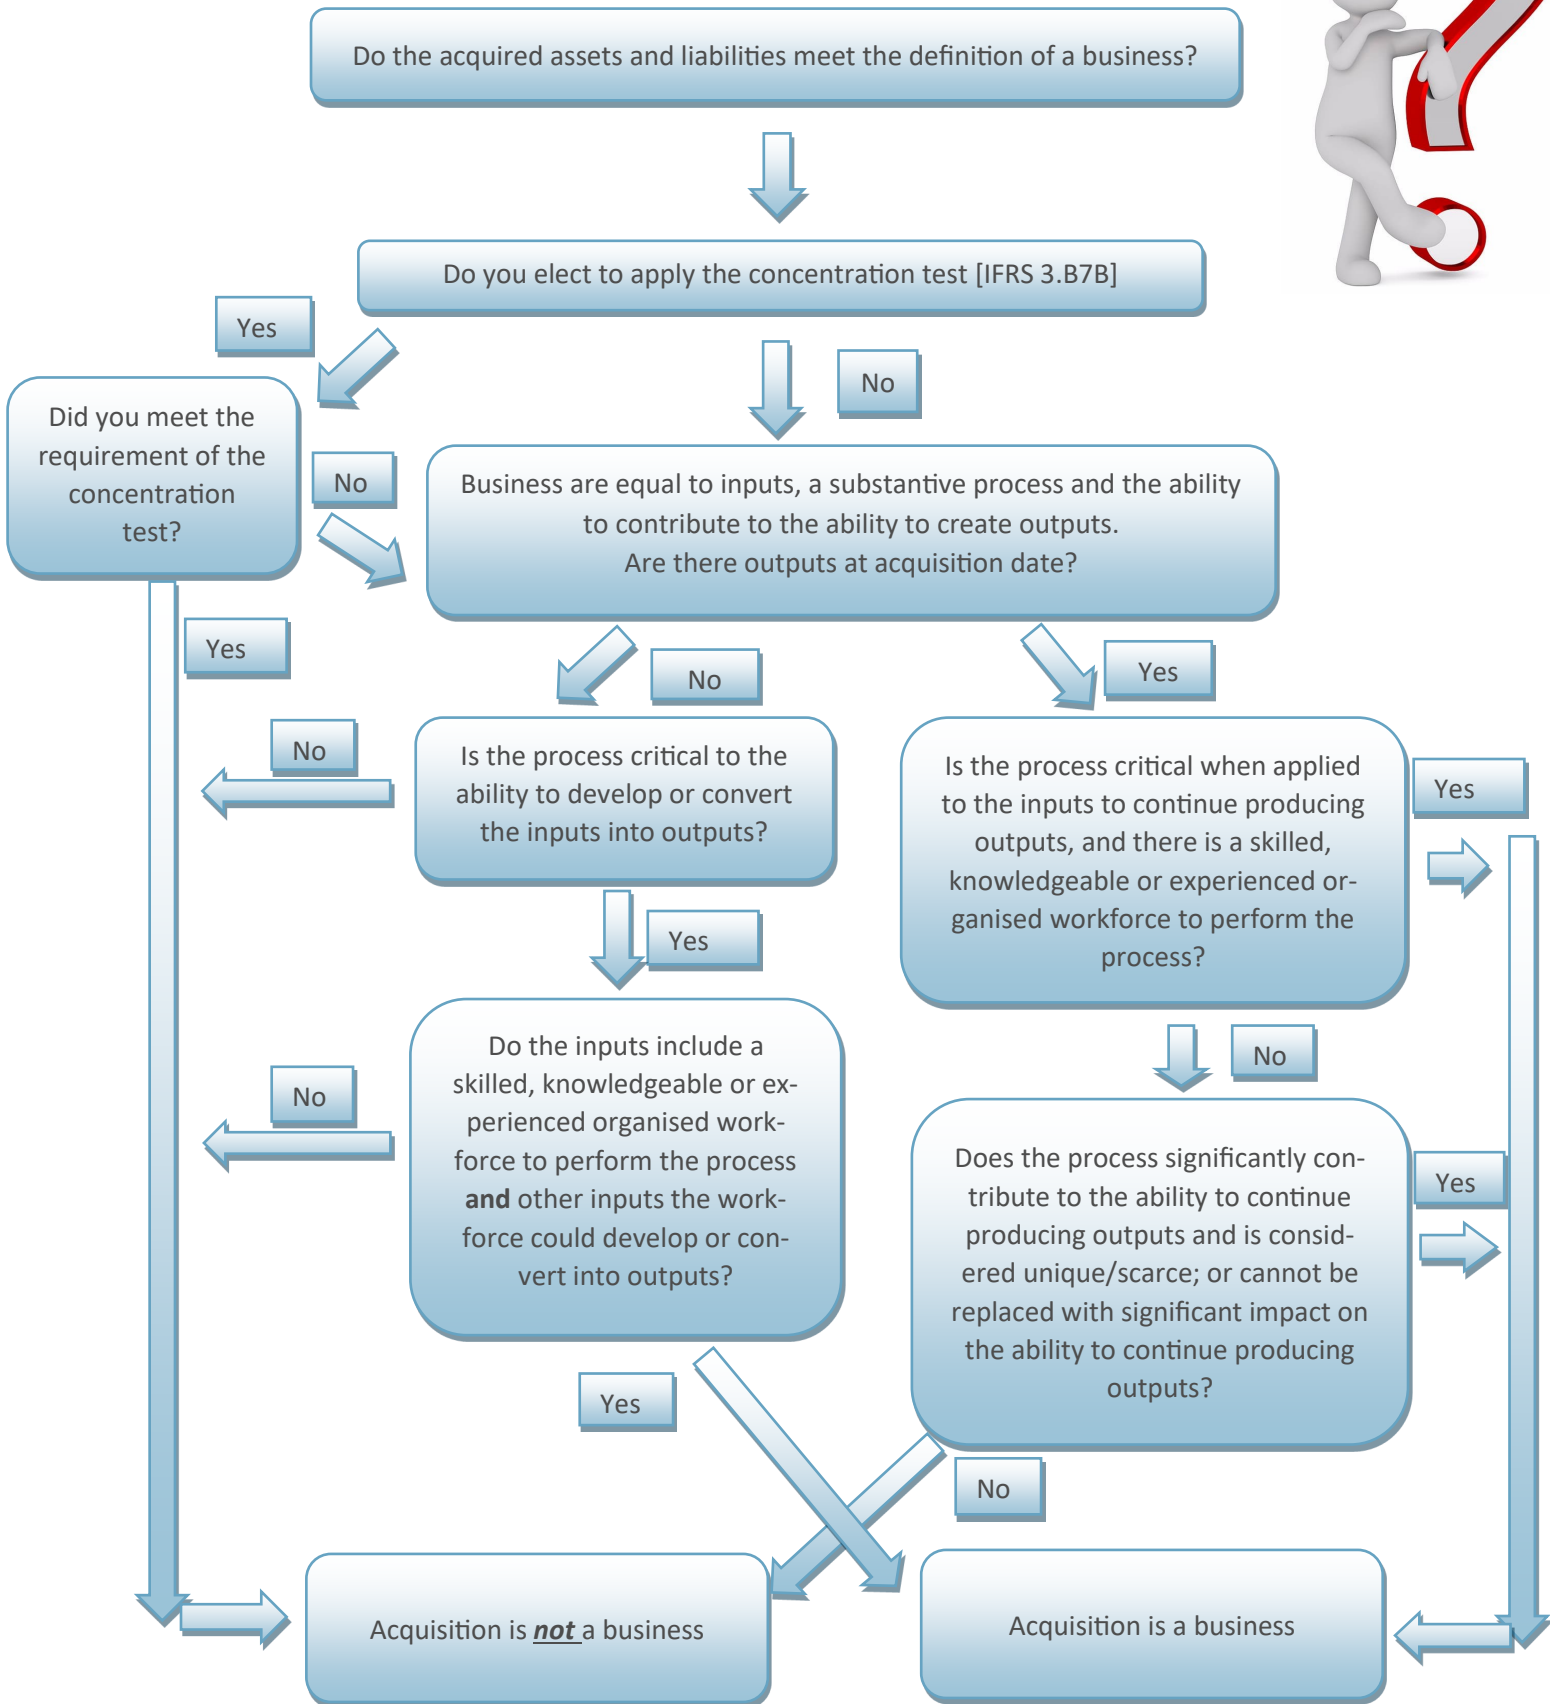 Do the acquired assets and liabilities meet the definition of a business?
Do you elect to apply the concentration test [IFRS 3.B7B]
Yes
No
Did you meet the
requirement of the
concentration
test?
No
Business are equal to inputs, a substantive process and the ability
to contribute to the ability to create outputs.
Are there outputs at acquisition date?
Yes
No
Yes
No
Is the process critical to the
ability to develop or convert
the inputs into outputs?
Is the process critical when applied
to the inputs to continue producing
outputs, and there is a skilled,
knowledgeable or experienced or-
ganised workforce to perform the
process?
Yes
Yes
No
Do the inputs include a
skilled, knowledgeable or ex-
perienced organised work-
force to perform the process
and other inputs the work-
force could develop or con-
vert into outputs?
No
Does the process significantly con-
tribute to the ability to continue
producing outputs and is consid-
ered unique/scarce; or cannot be
replaced with significant impact on
the ability to continue producing
outputs?
Yes
Yes
No
Acquisition is not a business
Acquisition is a business